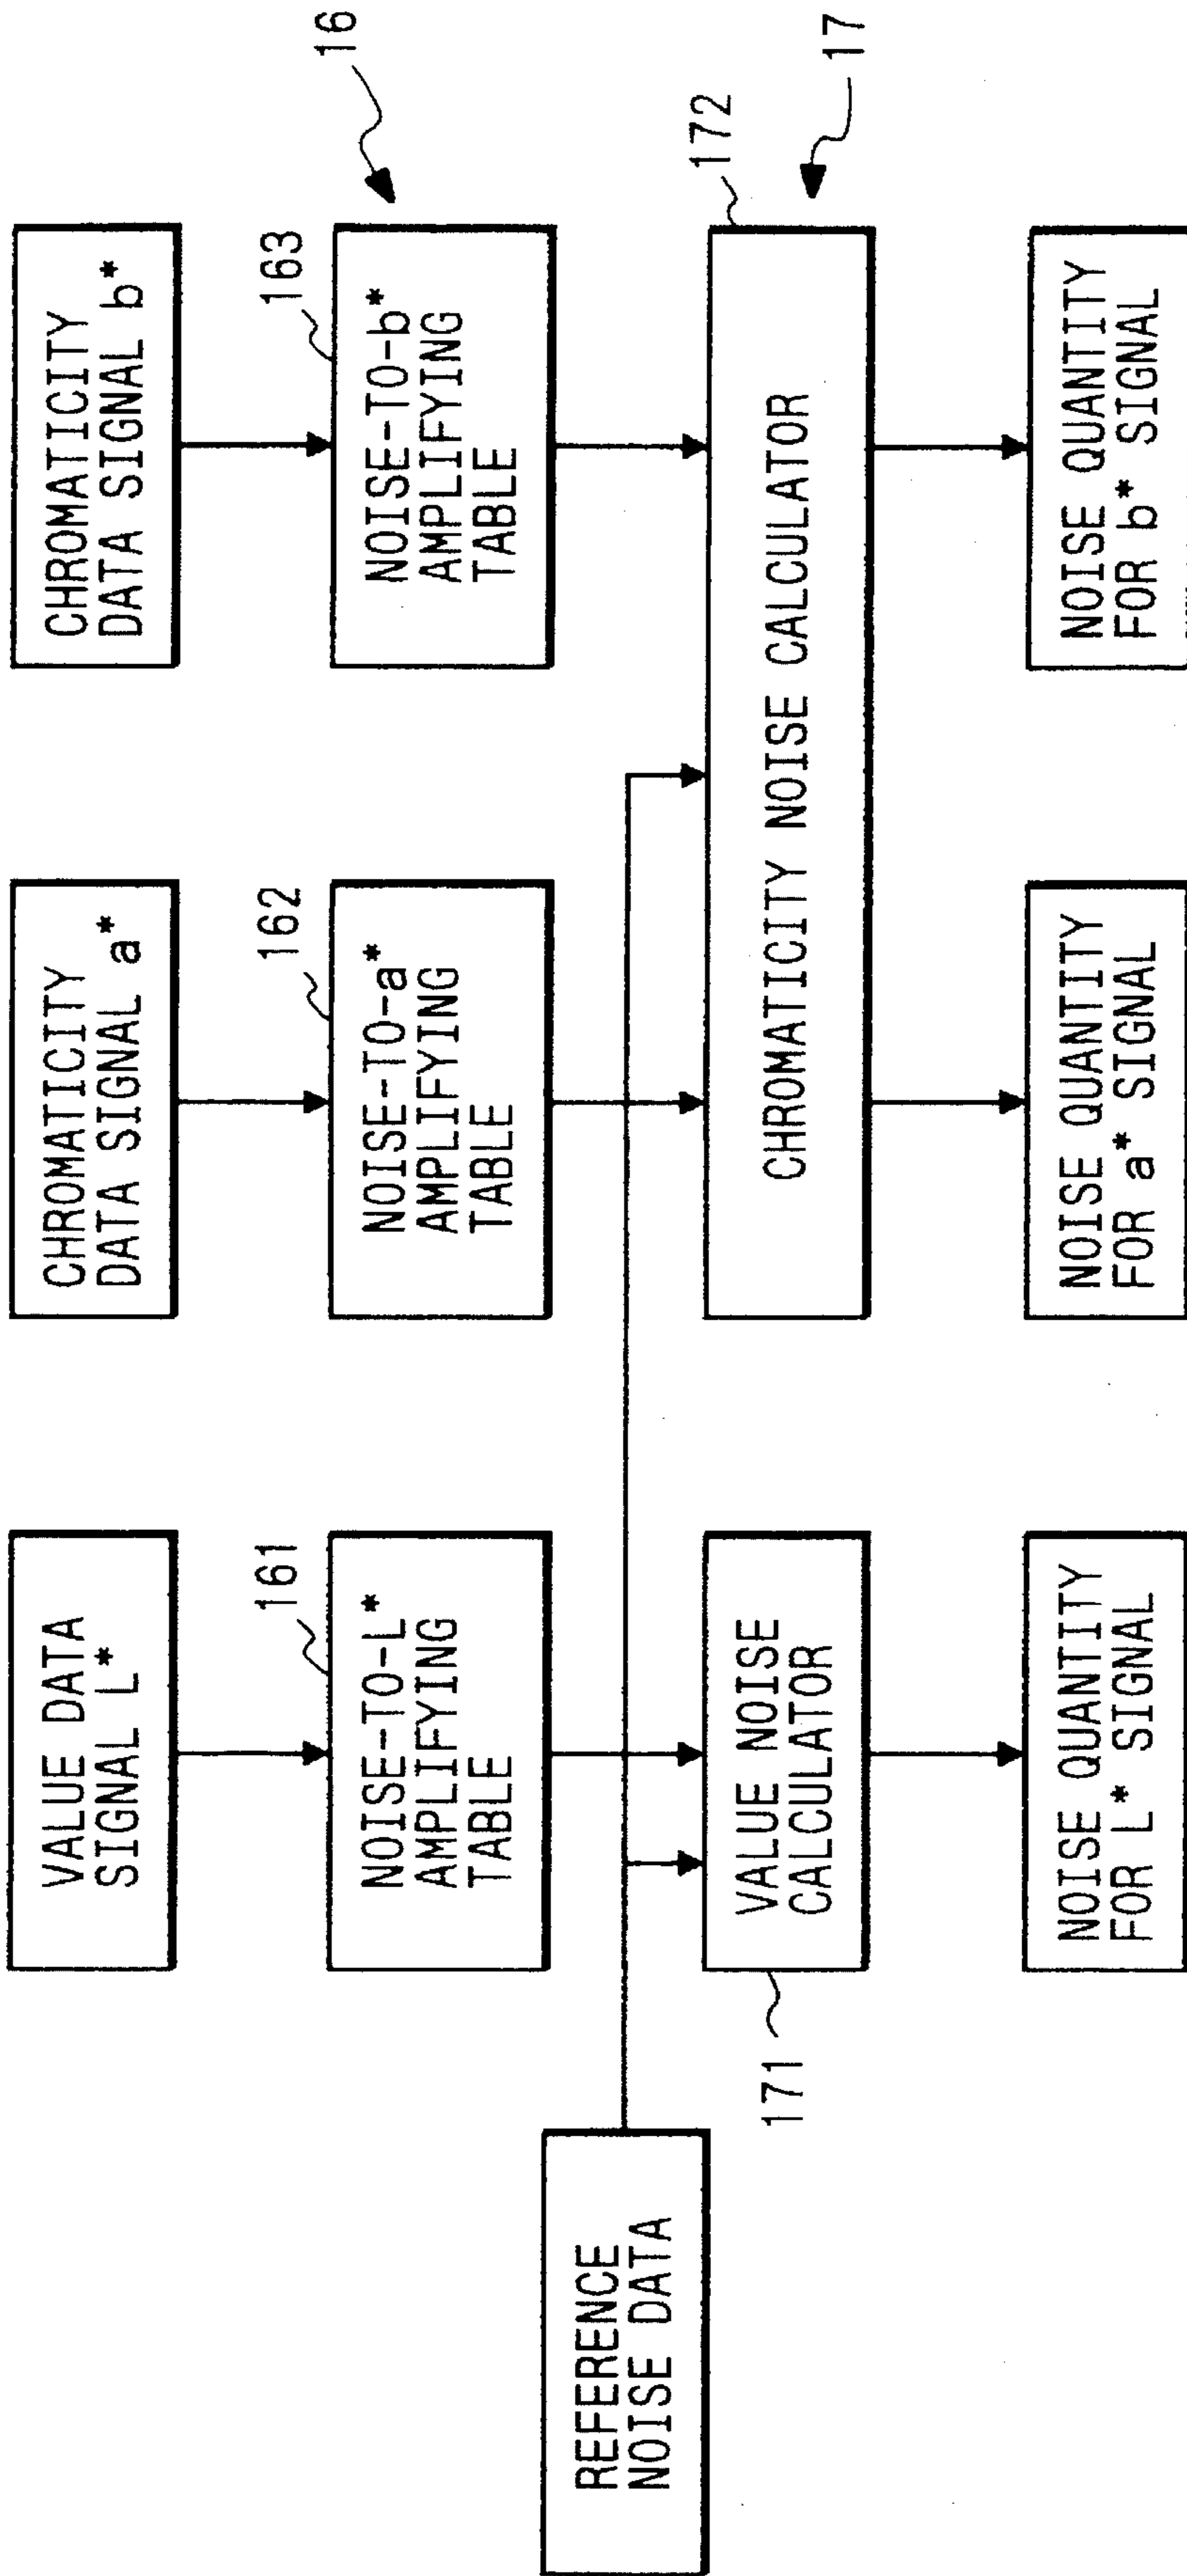 VALUE DATA
SIGNAL L*
CHROMATICITY
DATA SIGNAL a*
CHROMATICITY
DATA SIGNAL b*
161
NOISE-TO-L*
AMPLIFYING
TABLE
162
NOISE-TO-a*
AMPLIFYING
TABLE
163
NOISE-TO-b*
AMPLIFYING
TABLE
16
REFERENCE
NOISE DATA
171
VALUE NOISE
CALCULATOR
CHROMATICITY NOISE CALCULATOR
172
17
NOISE QUANTITY
FOR L* SIGNAL
NOISE QUANTITY
FOR a* SIGNAL
NOISE QUANTITY
FOR b* SIGNAL